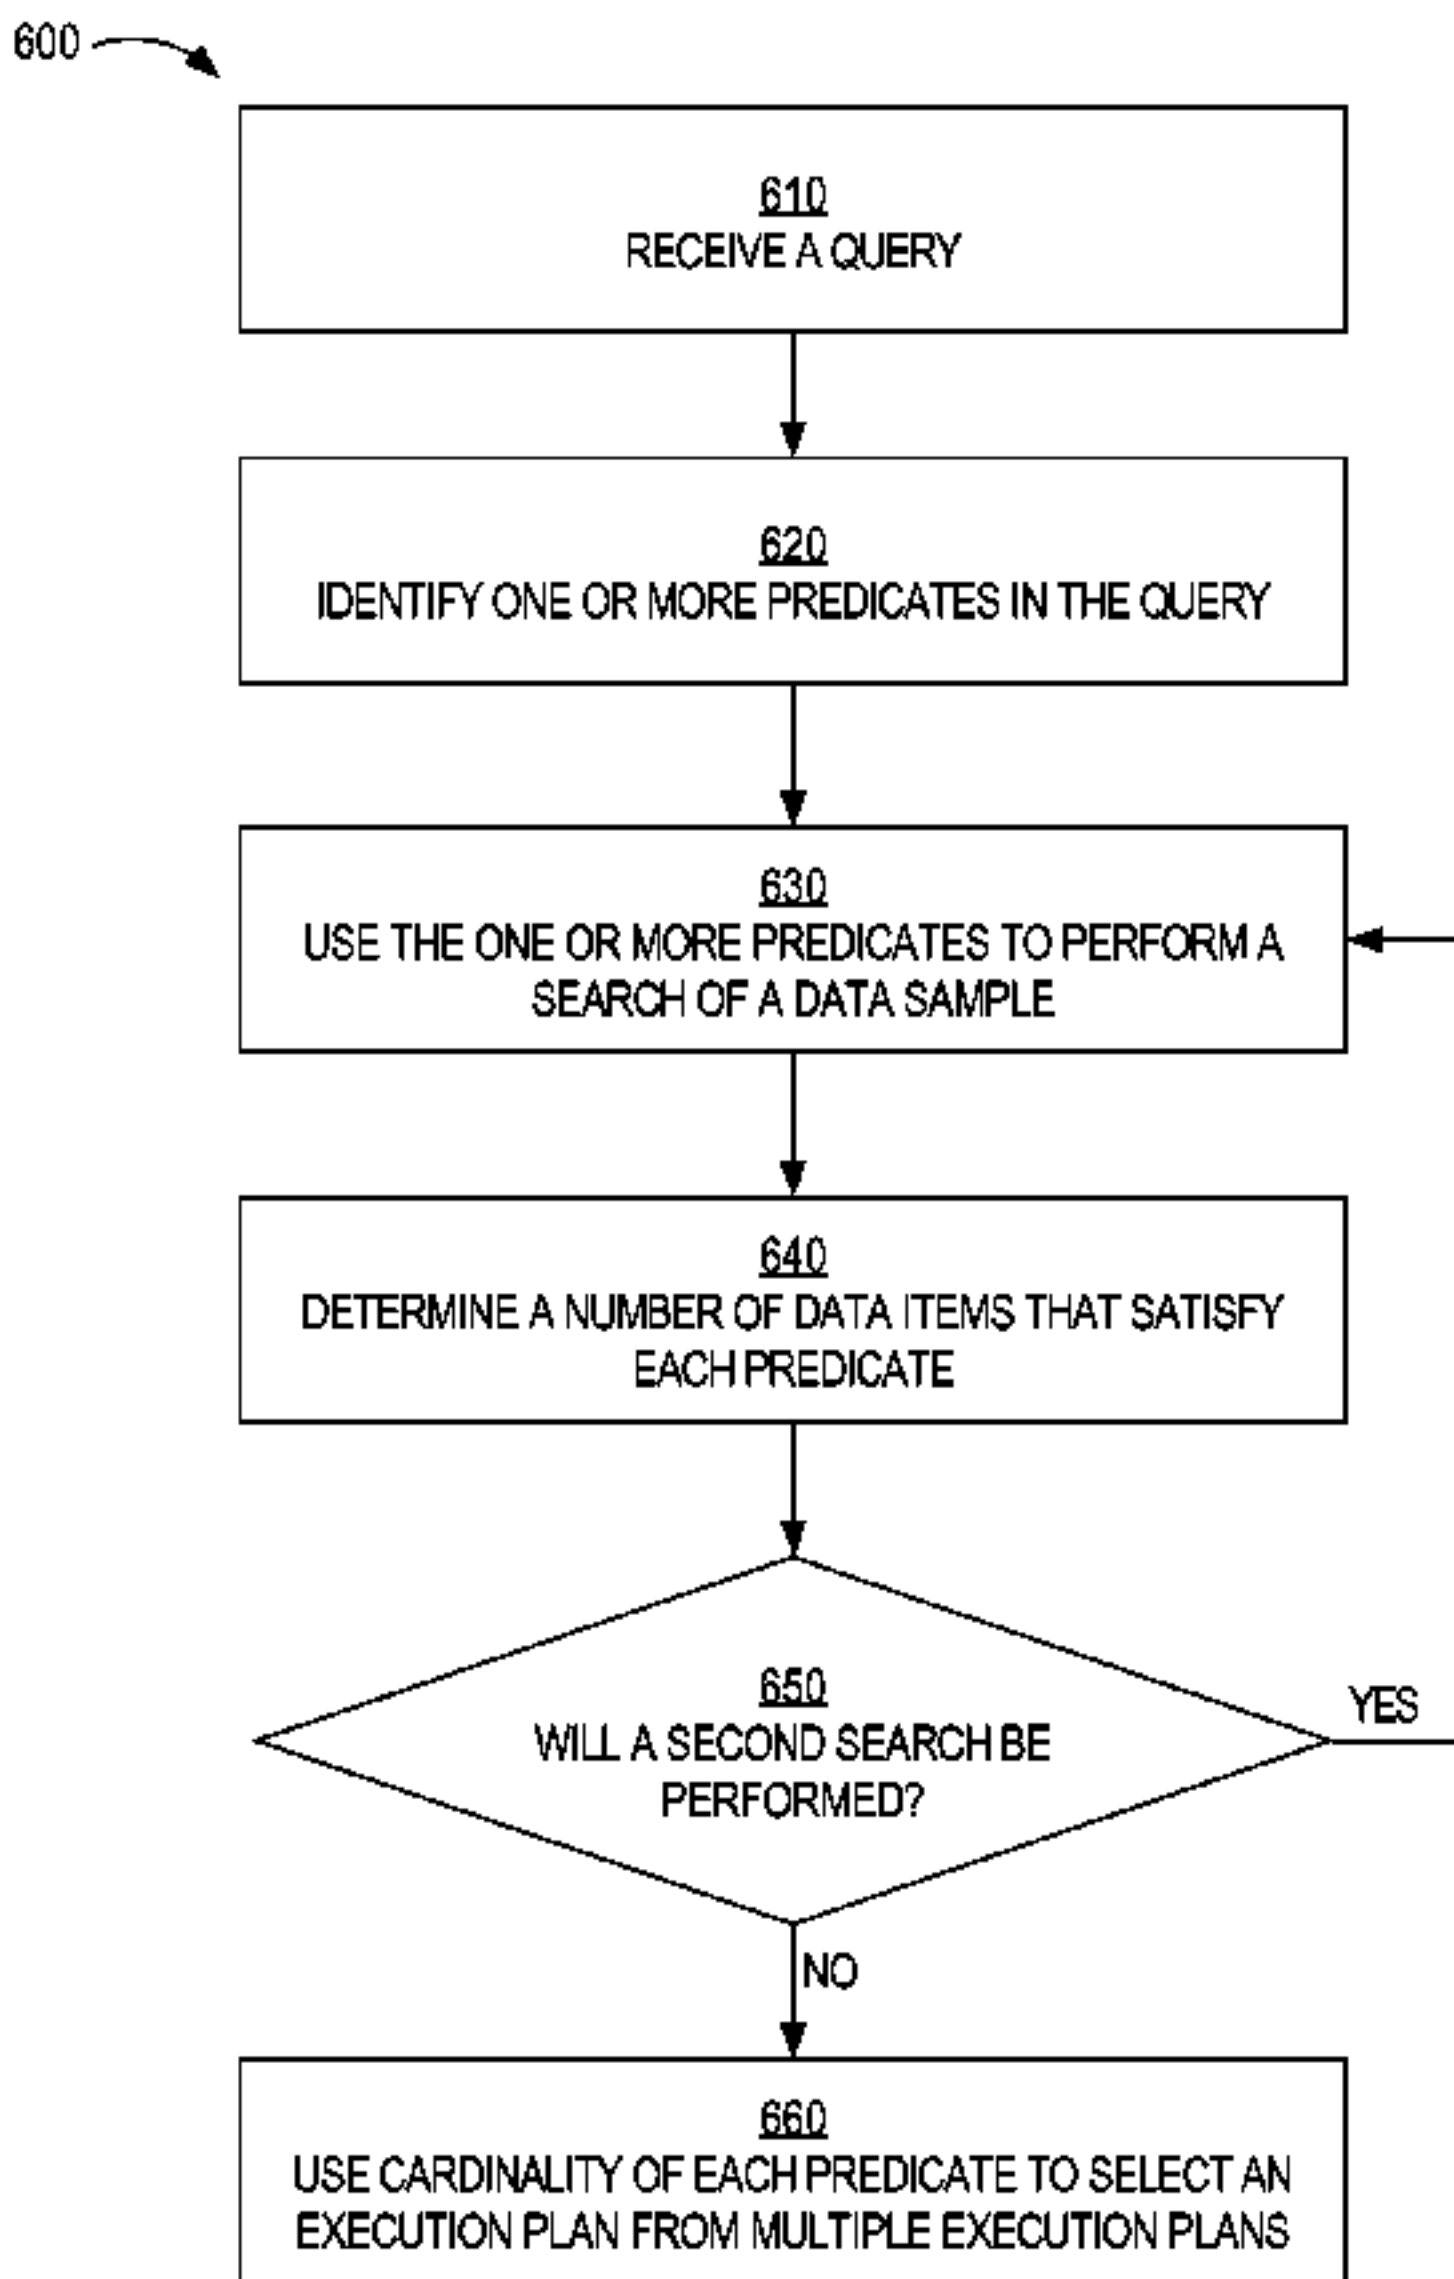 600
610
RECEIVE A QUERY
620
IDENTIFY ONE OR MORE PREDICATES IN THE QUERY
630
USE THE ONE OR MORE PREDICATES TO PERFORM A
SEARCH OF A DATA SAMPLE
640
DETERMINE A NUMBER OF DATA ITEMS THAT SATISFY
EACH PREDICATE
650
WILL A SECOND SEARCH BE
PERFORMED?
YES
NO
660
USE CARDINALITY OF EACH PREDICATE TO SELECT AN
EXECUTION PLAN FROM MULTIPLE EXECUTION PLANS